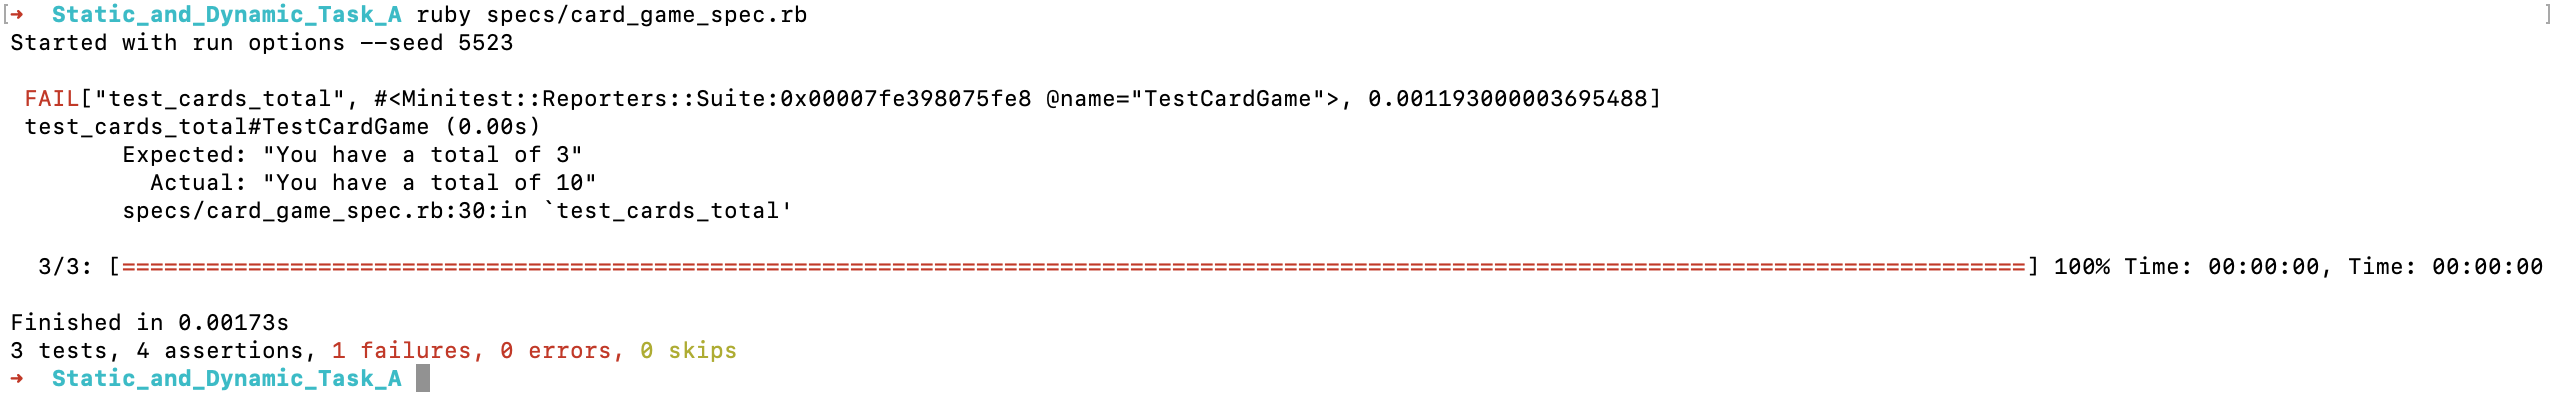 [➜  Static_and_Dynamic_Task_A ruby specs/card_game_spec.rb ]
Started with run options --seed 5523
FAIL["test_cards_total", #<Minitest::Reporters::Suite:0x00007fe398075fe8 @name="TestCardGame">, 0.001193000003695488]
test_cards_total#TestCardGame (0.00s)
Expected: "You have a total of 3"
Actual: "You have a total of 10"
specs/card_game_spec.rb:30:in `test_cards_total'
3/3: [========================================================================================================================================] 100% Time: 00:00:00, Time: 00:00:00
Finished in 0.00173s
3 tests, 4 assertions, 1 failures, 0 errors, 0 skips
➜  Static_and_Dynamic_Task_A